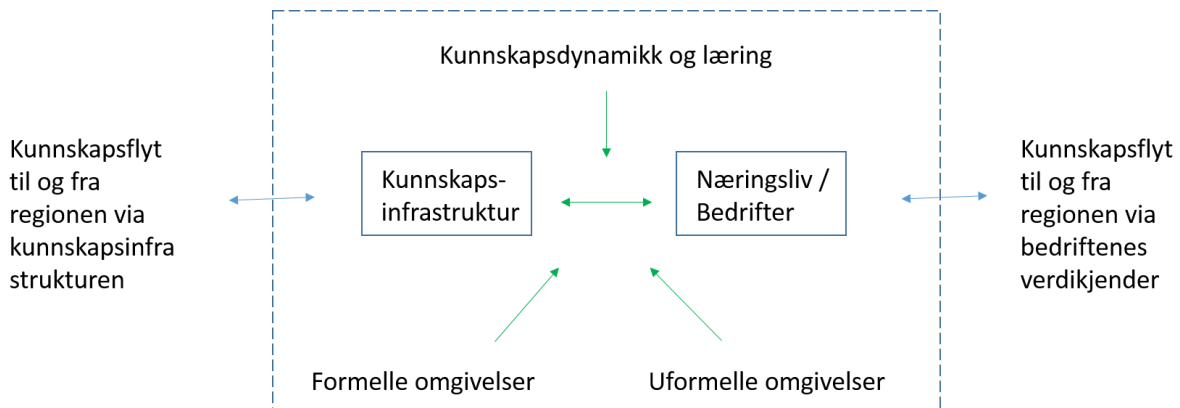 Kunnskapsdynamikk og læring
Kunnskapsflyt
til og fra
regionen via
kunnskapsinfra
strukturen
Kunnskaps-
infrastruktur
Næringsliv /
Bedrifter
Kunnskapsflyt
til og fra
regionen via
bedriftenes
verdikjender
Formelle omgivelser
Uformelle omgivelser